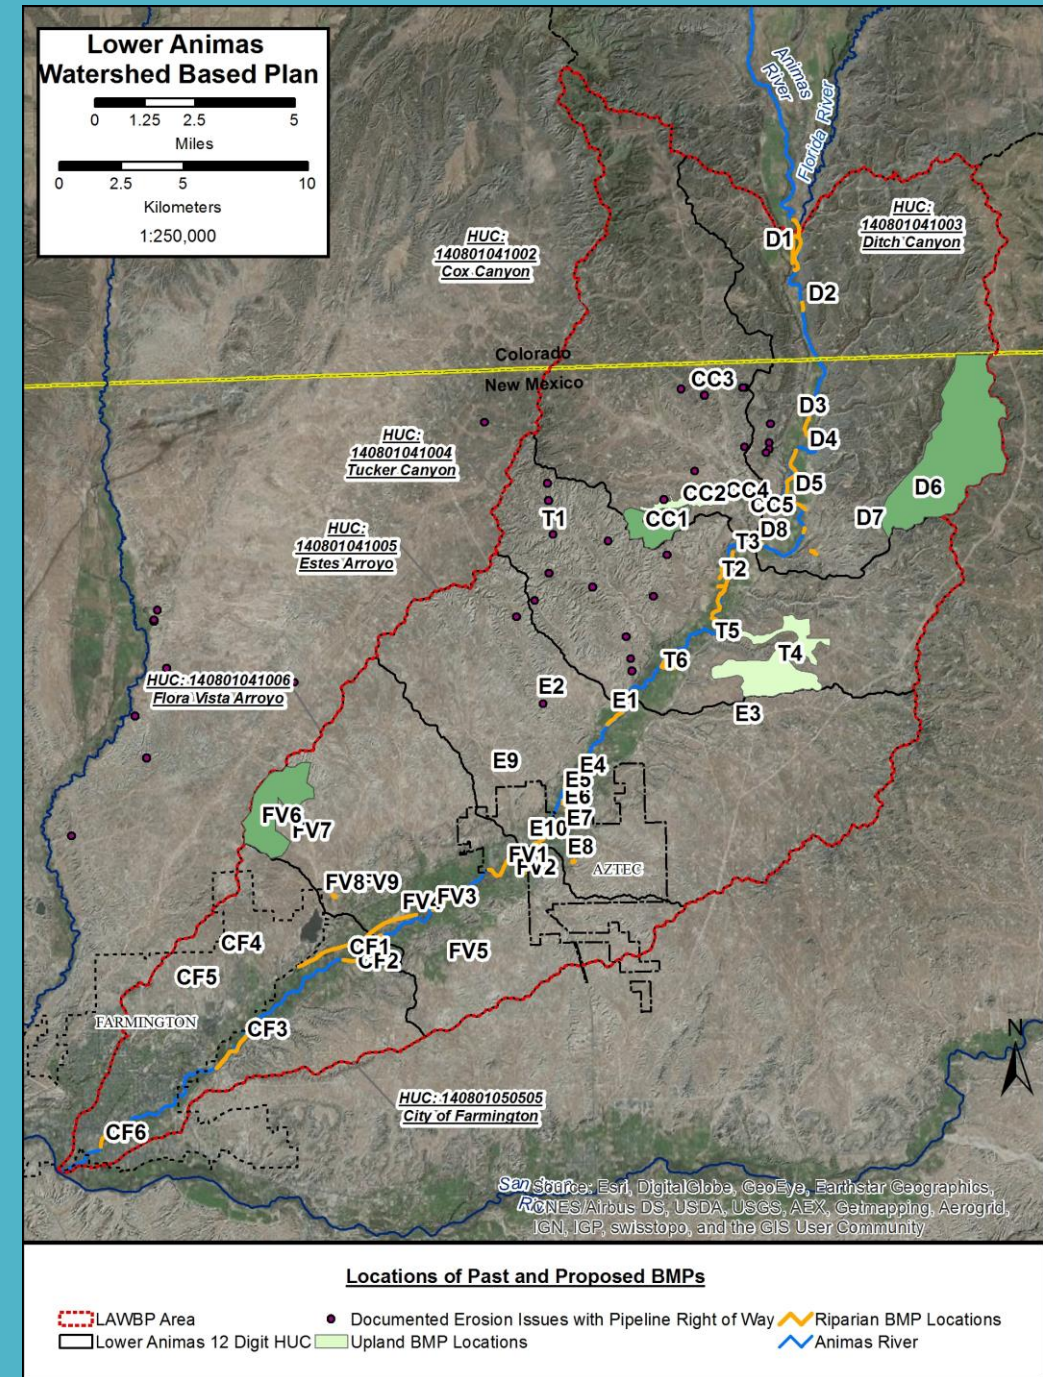 Lower Animas
Watershed Based Plan
0 1.25 2.5 5
Miles
0 2.5 5 10
Kilometers
1:250,000
Animas
River
Florida River
HUC:
140801041003
Ditch Canyon
HUC:
140801041002
Cox Canyon
D1
D2
Colorado
New Mexico
CC3
D3
D4
HUC:
140801041004
Tucker Canyon
D5
D6
CC2
CC4
CC5
CC1
T1
D7
D8
HUC:
140801041005
Estes Arroyo
T3
T2
T5
T4
T6
HUC: 140801041006
Flora Vista Arroyo
E2
E1
E3
E9
E4
E5
E6
E7
E10
E8
FV6
FV7
FV1
FV2
AZTEC
FV8
FV9
FV4
FV3
FV5
CF4
CF1
CF2
CF5
FARMINGTON
CF3
N
HUC: 140801050505
City of Farmington
CF6
San Juan
River
Source: Esri, DigitalGlobe, GeoEye, Earthstar Geographics,
CNES/Airbus DS, USDA, USGS, AEX, Getmapping, Aerogrid,
IGN, IGP, swisstopo, and the GIS User Community
Locations of Past and Proposed BMPs
LAWBP Area
Documented Erosion Issues with Pipeline Right of Way
Riparian BMP Locations
Lower Animas 12 Digit HUC
Upland BMP Locations
Animas River